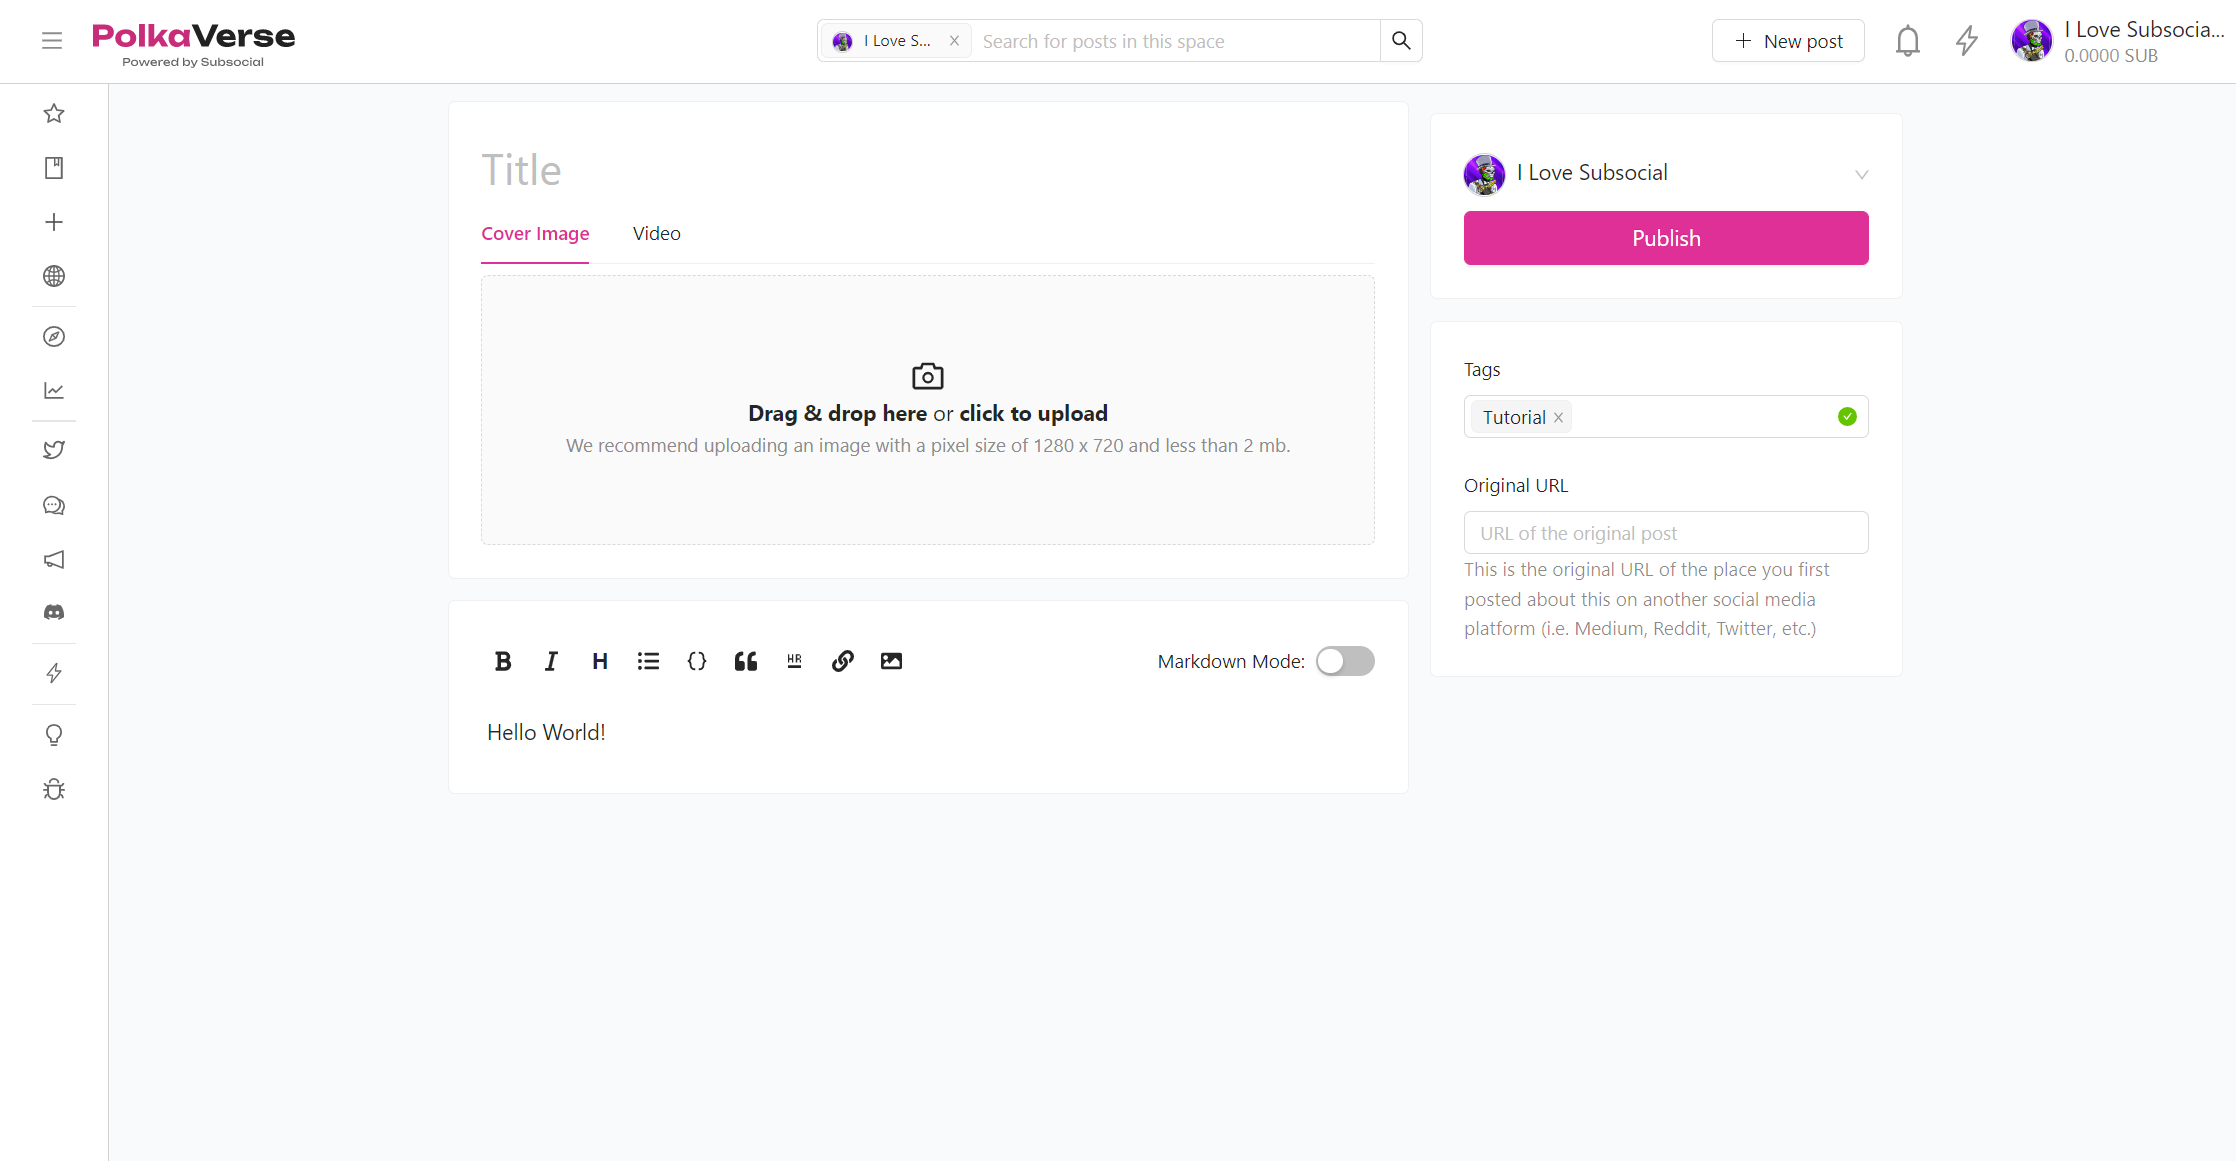 PolkaVerse
Powered by Subsocial
I Love S...
Search for posts in this space
New post
I Love Subsocia...
0.0000 SUB
Title
Cover Image
Video
Drag & drop here or click to upload
We recommend uploading an image with a pixel size of 1280 x 720 and less than 2 mb.
I Love Subsocial
Publish
Tags
Tutorial
Original URL
URL of the original post
This is the original URL of the place you first
posted about this on another social media
platform (i.e. Medium, Reddit, Twitter, etc.)
B I H {} HR
Markdown Mode:
Hello World!